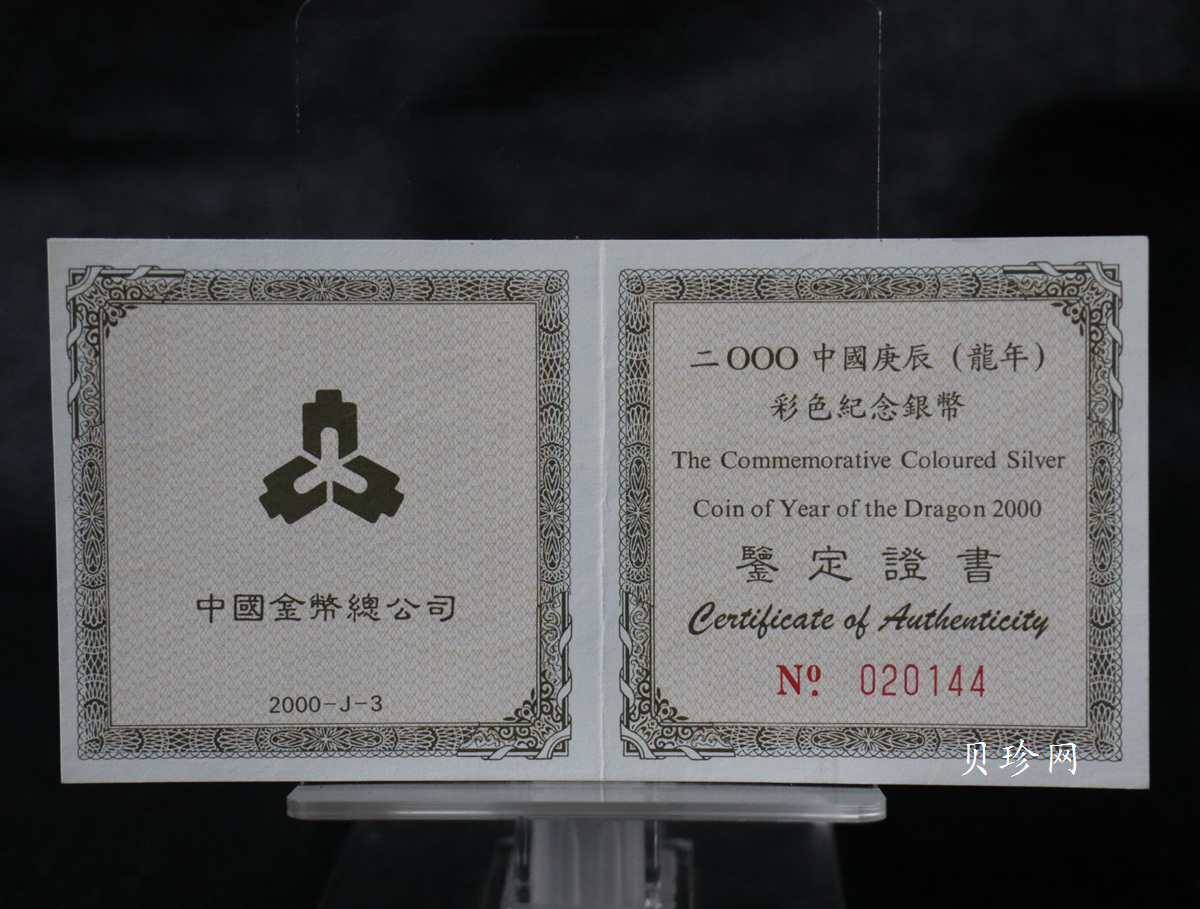 中國金幣總公司
2000-J-3
二OOO 中國庚辰（龍年）
彩色紀念銀幣
The Commemorative Coloured Silver
Coin of Year of the Dragon 2000
鑒定證書
Certificate of Authenticity
Nº. 020144
贝珍网